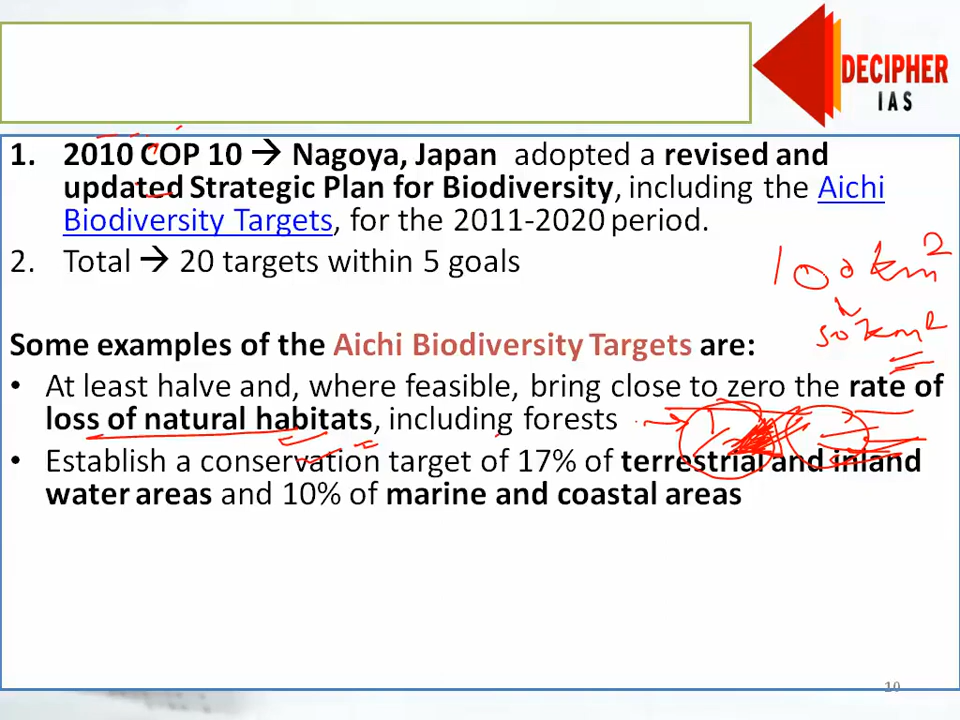 DECIPHER
IAS
1. 2010 COP 10 → Nagoya, Japan adopted a revised and
updated Strategic Plan for Biodiversity, including the Aichi
Biodiversity Targets, for the 2011-2020 period.
2. Total → 20 targets within 5 goals
100 km²
50 km²
Some examples of the Aichi Biodiversity Targets are:
• At least halve and, where feasible, bring close to zero the rate of
loss of natural habitats, including forests
• Establish a conservation target of 17% of terrestrial and inland
water areas and 10% of marine and coastal areas
10